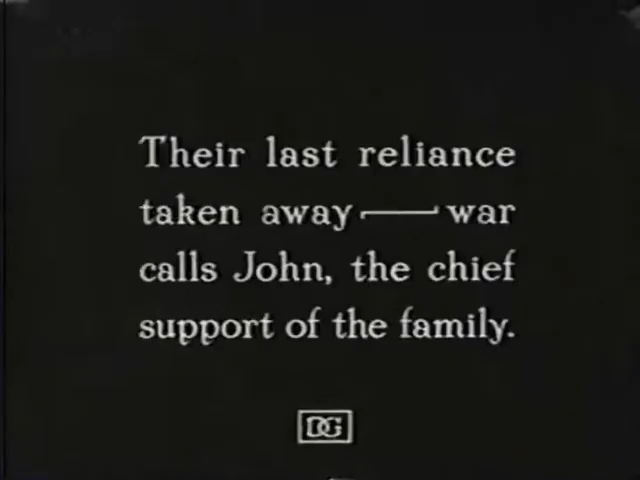 Their last reliance
taken away — war
calls John, the chief
support of the family.
DG